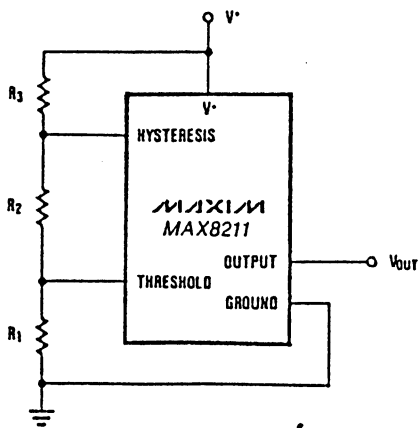 V+
R3
V+
HYSTERESIS
R2
MAXIM
MAX8211
OUTPUT
VOUT
THRESHOLD
GROUND
R1